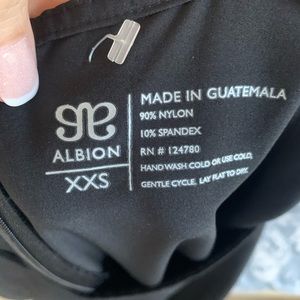 ALBION
XXS
MADE IN GUATEMALA
90% NYLON
10% SPANDEX
RN # 124780
HAND WASH COLD OR USE COLD,
GENTLE CYCLE. LAY FLAT TO DRY.